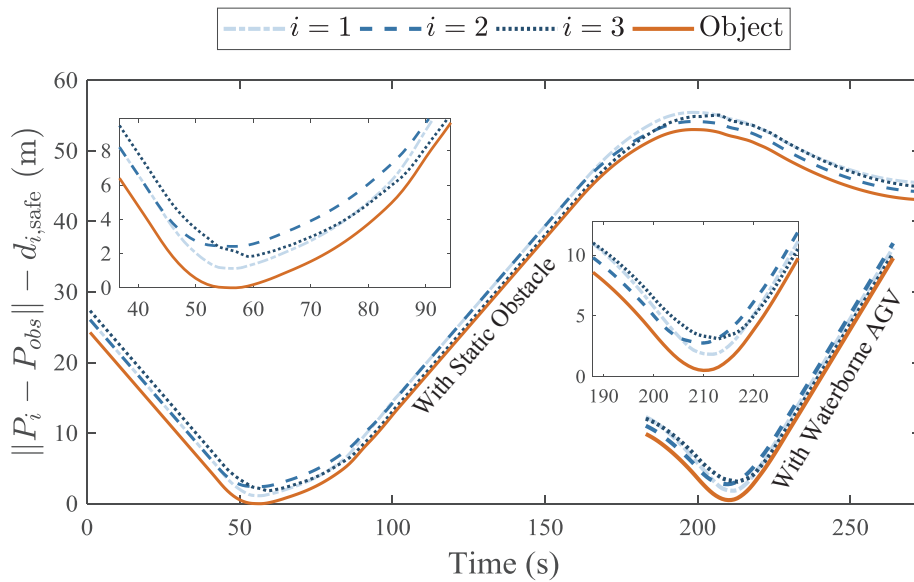 i = 1 i = 2 i = 3 Object
||P_i − P_obs|| − d_i,safe (m)
60
50
40
30
20
10
0
0 50 100 150 200 250
Time (s)
8
6
4
2
0
40 50 60 70 80 90
With Static Obstacle
10
5
0
190 200 210 220
With Waterborne AGV